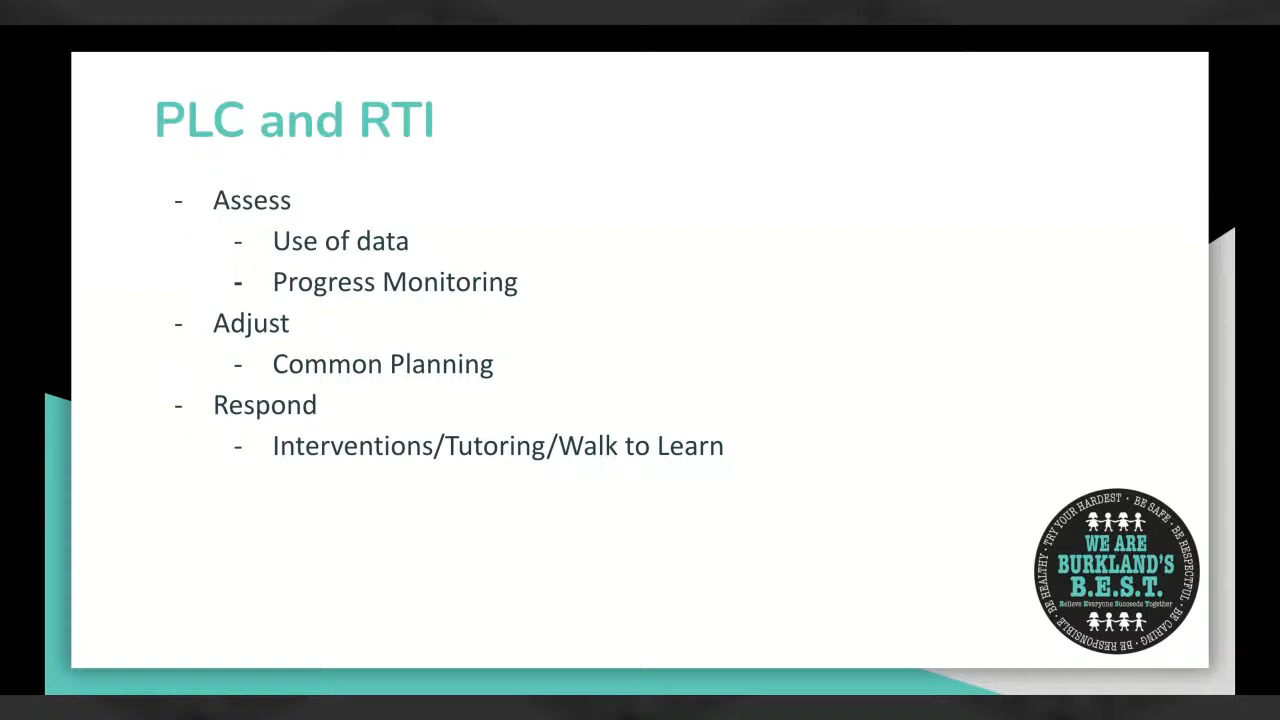 PLC and RTI
- Assess
- Use of data
- Progress Monitoring
- Adjust
- Common Planning
- Respond
- Interventions/Tutoring/Walk to Learn
BE HEALTHY · TRY YOUR HARDEST · BE SAFE · BE RESPECTFUL · BE CARING · BE RESPONSIBLE ·
WE ARE
BURKLAND'S
B.E.S.T.
Believe Everyone Succeeds Together